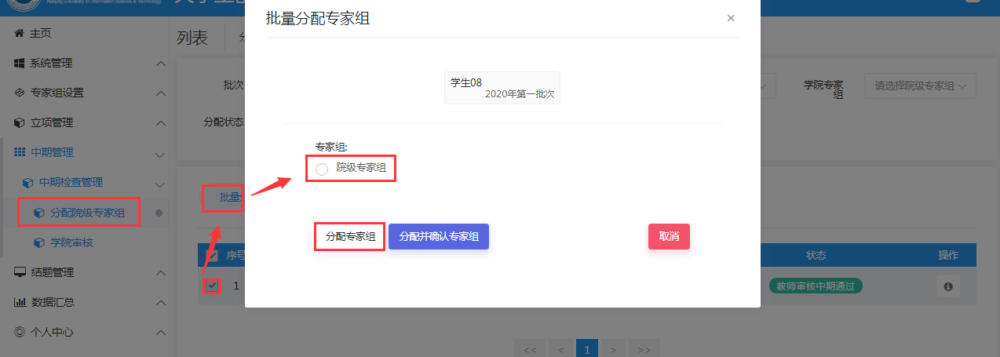 Nanjing University of Information Science & Technology
批量分配专家组
×
主页
列表
系统管理
学生08
2020年第一批次
批次
学院专家组
请选择院级专家组
专家组设置
立项管理
分配状态
中期管理
专家组:
院级专家组
中期检查管理
批量
分配院级专家组
分配专家组
分配并确认专家组
取消
学院审核
序号
状态
操作
结题管理
1
教师审核中期通过
数据汇总
个人中心
<<
<
1
>
>>